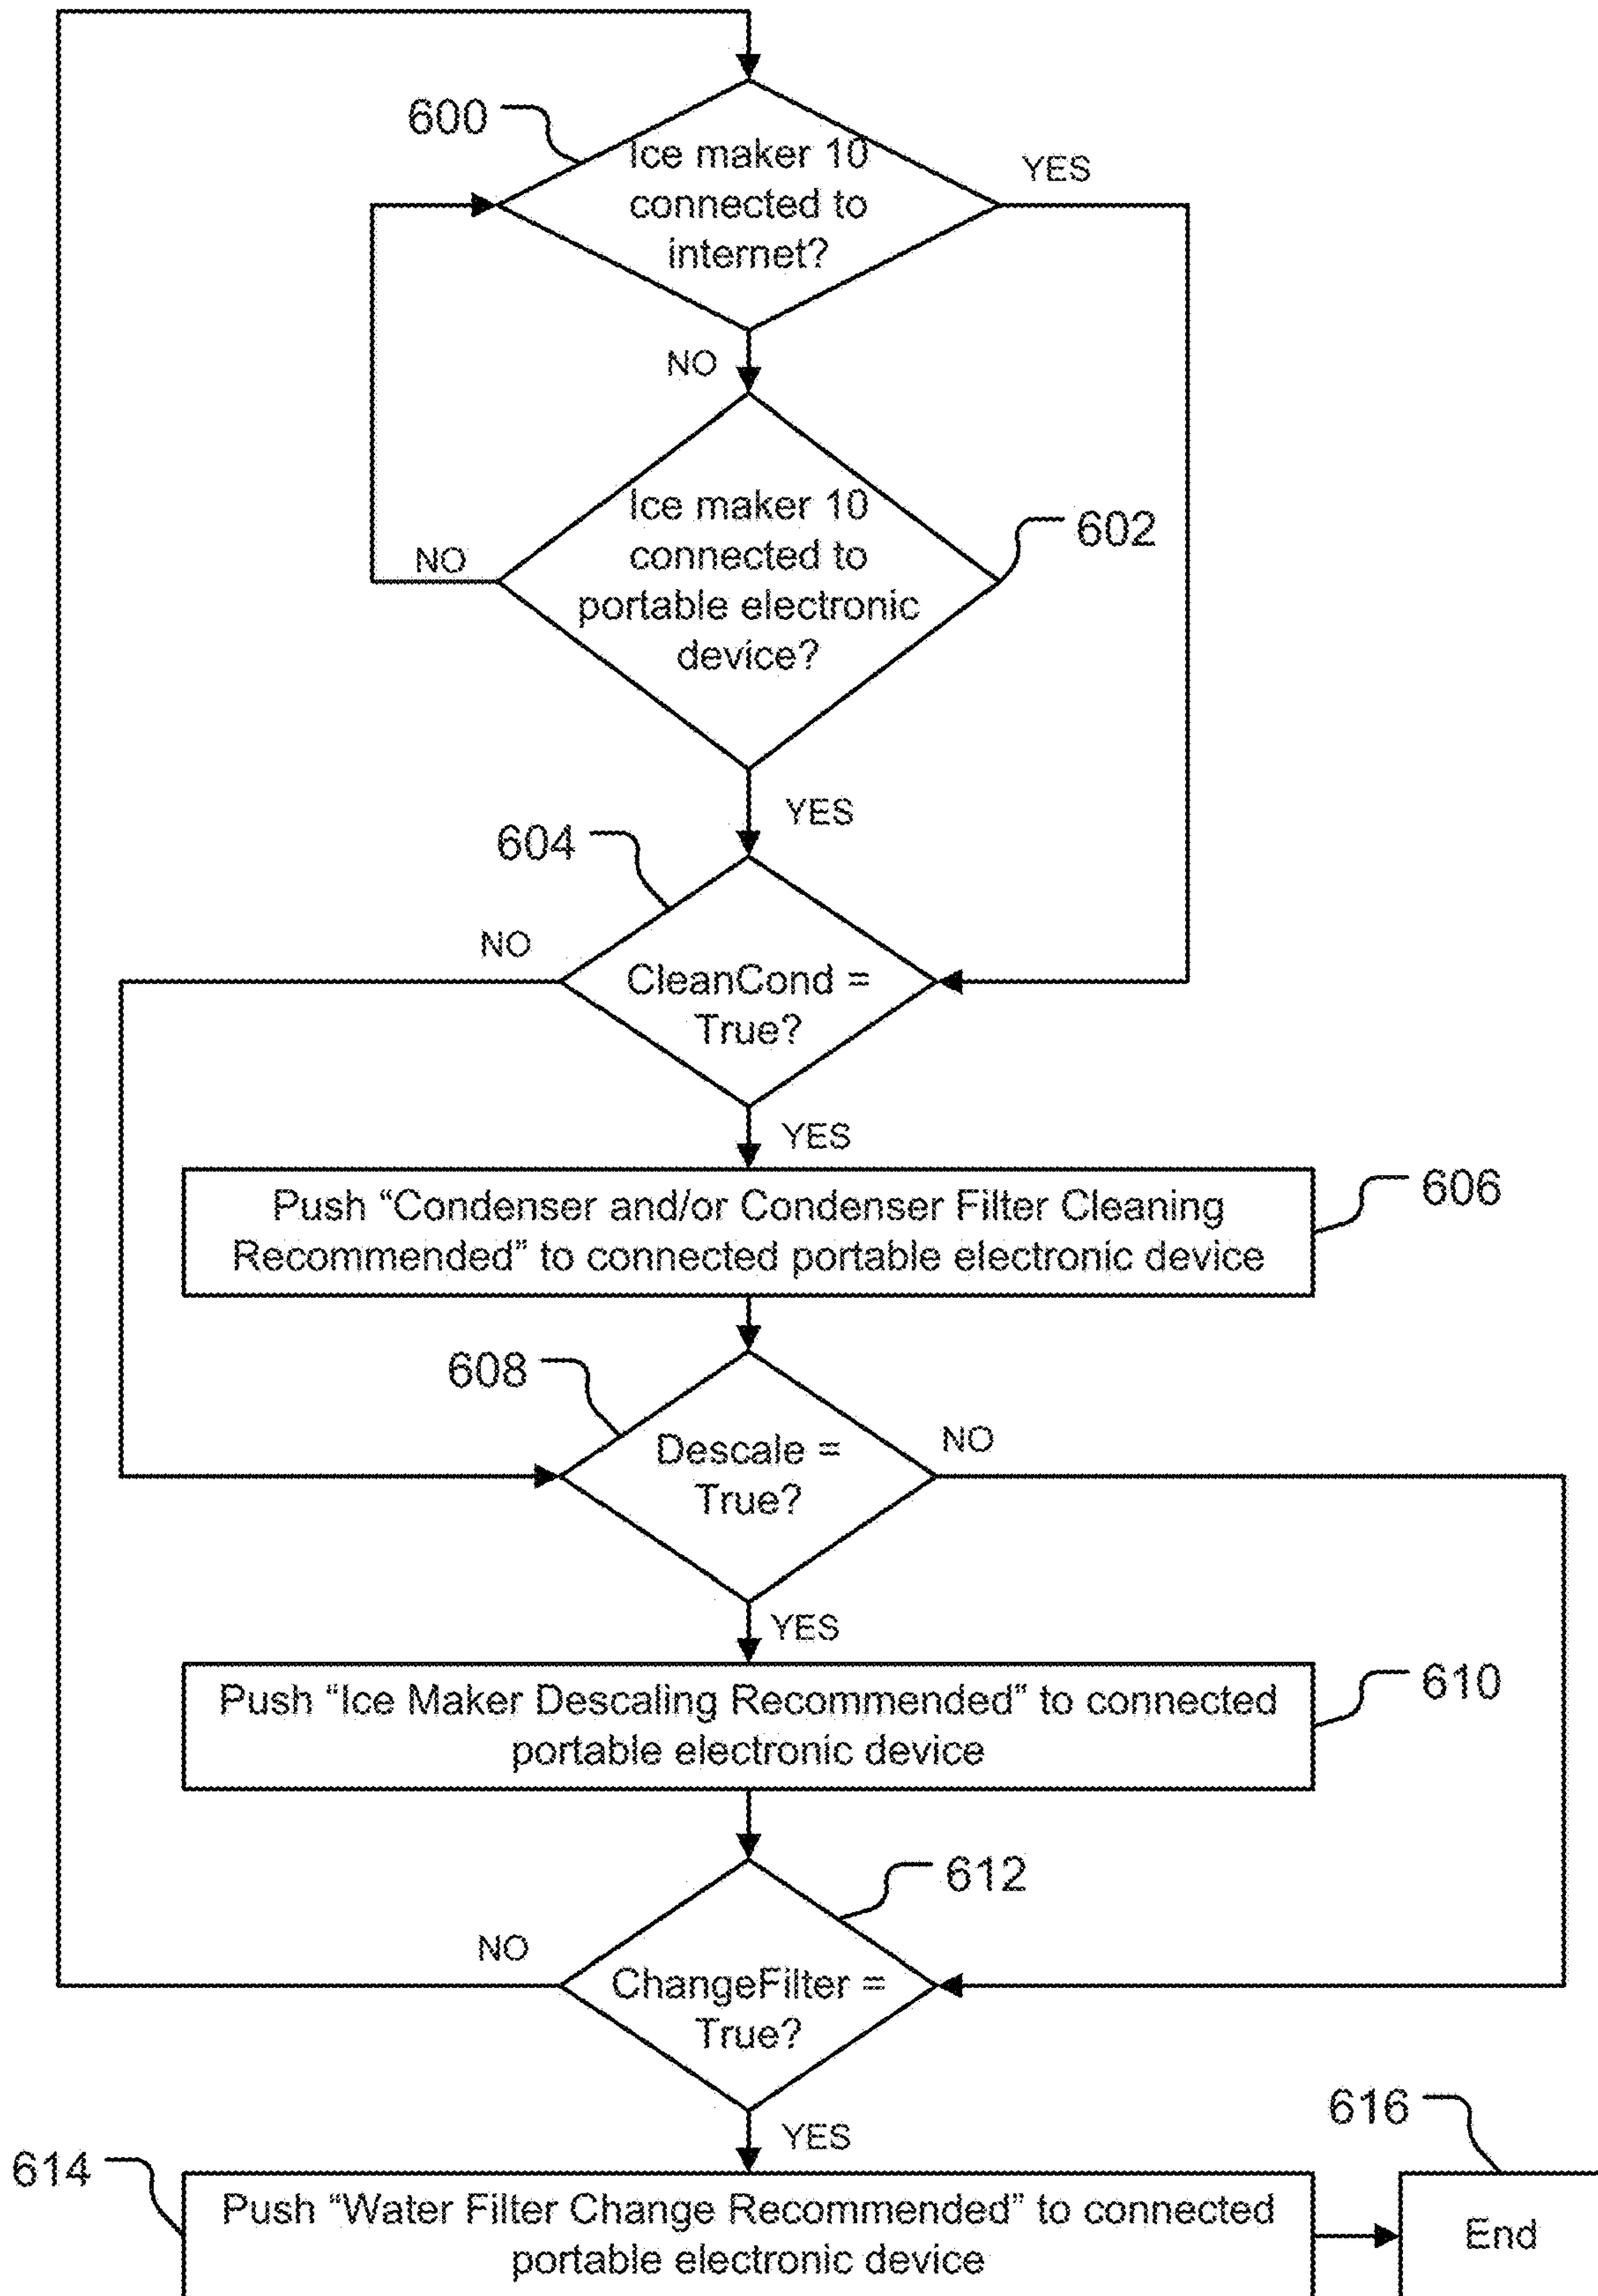 600
Ice maker 10
connected to
internet?
YES
NO
Ice maker 10
connected to
portable electronic
device?
602
NO
YES
604
NO
CleanCond =
True?
YES
Push “Condenser and/or Condenser Filter Cleaning
Recommended” to connected portable electronic device
606
608
Descale =
True?
NO
YES
Push “Ice Maker Descaling Recommended” to connected
portable electronic device
610
612
NO
ChangeFilter =
True?
YES
616
614
Push “Water Filter Change Recommended” to connected
portable electronic device
End